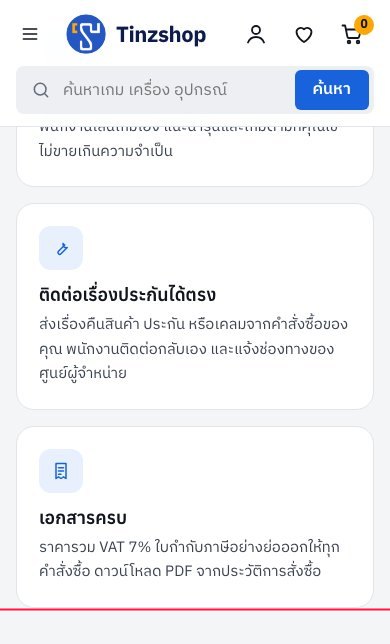 Tinzshop
0
ค้นหาเกม เครื่อง อุปกรณ์
ค้นหา
ไม่ขายเกินความจำเป็น
ติดต่อเรื่องประกันได้ตรง
ส่งเรื่องคืนสินค้า ประกัน หรือเคลมจากคำสั่งซื้อของ
คุณ พนักงานติดต่อกลับเอง และแจ้งช่องทางของ
ศูนย์ผู้จำหน่าย
เอกสารครบ
ราคารวม VAT 7% ใบกำกับภาษีอย่างย่อออกให้ทุก
คำสั่งซื้อ ดาวน์โหลด PDF จากประวัติการสั่งซื้อ